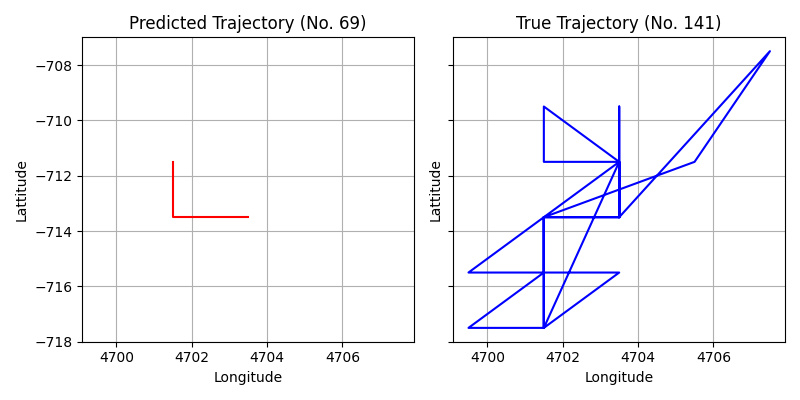 Predicted Trajectory (No. 69)
True Trajectory (No. 141)
Lattitude
−708
−710
−712
−714
−716
−718
4700
4702
4704
4706
Longitude
Lattitude
4700
4702
4704
4706
Longitude